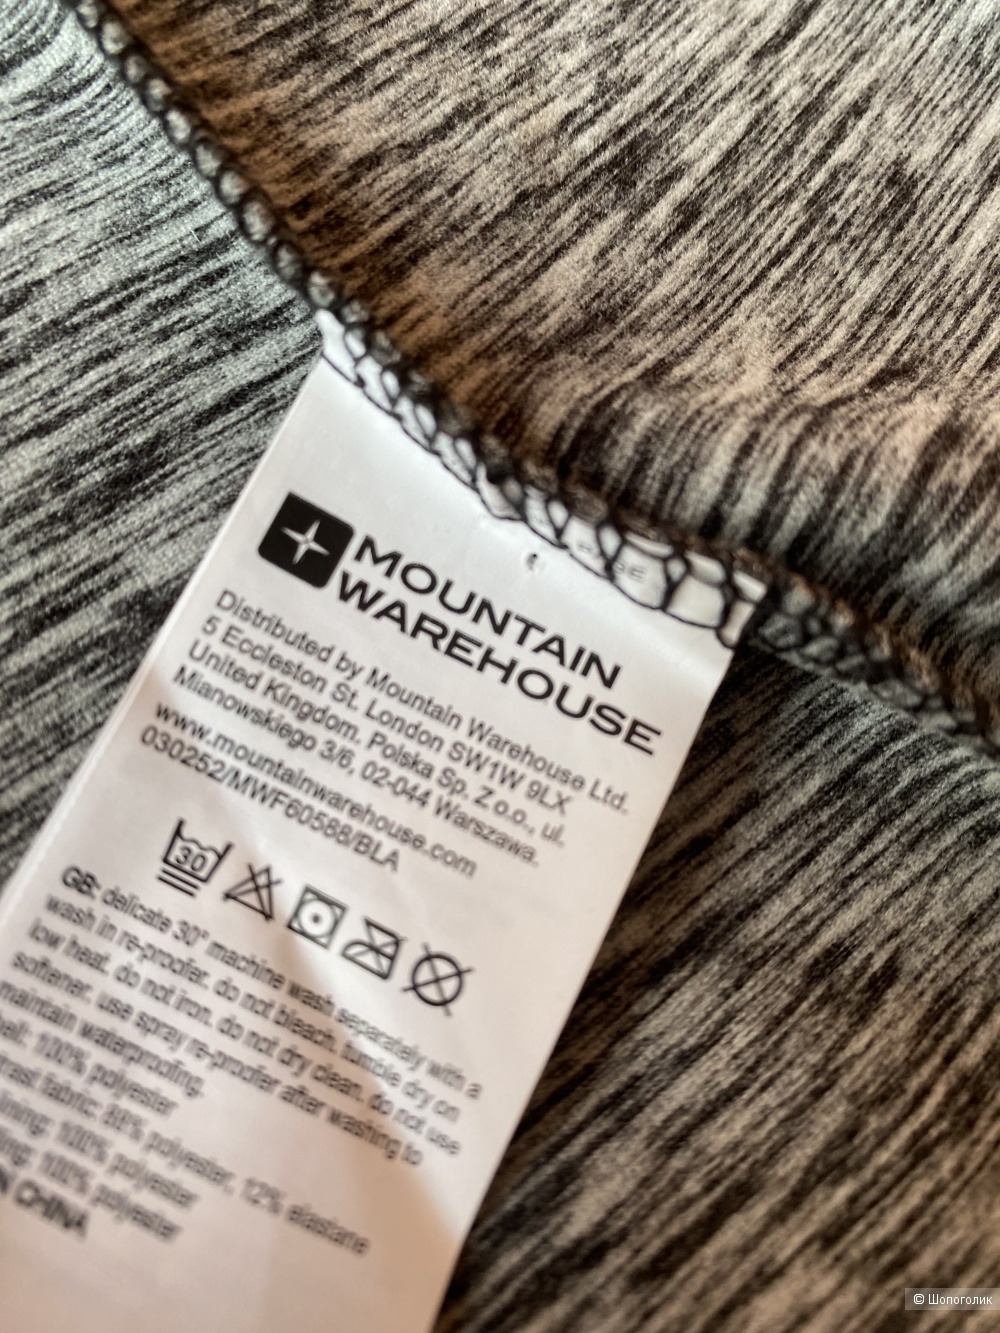 MOUNTAIN
WAREHOUSE
Distributed by Mountain Warehouse Ltd.
5 Eccleston St. London SW1W 9LX
United Kingdom. Polska Sp. Z o.o., ul.
Mianowskiego 3/6, 02-044 Warszawa.
www.mountainwarehouse.com
030252/MWF60588/BLA
30
GB: delicate 30° machine wash separately with a
wash in re-proofer. do not bleach. tumble dry on
low heat. do not iron. do not dry clean. do not use
softener. use spray re-proofer after washing to
maintain waterproofing.
100% polyester
fabric: 88% polyester, 12% elastane
100% polyester
100% polyester
CHINA
© Шопоголик